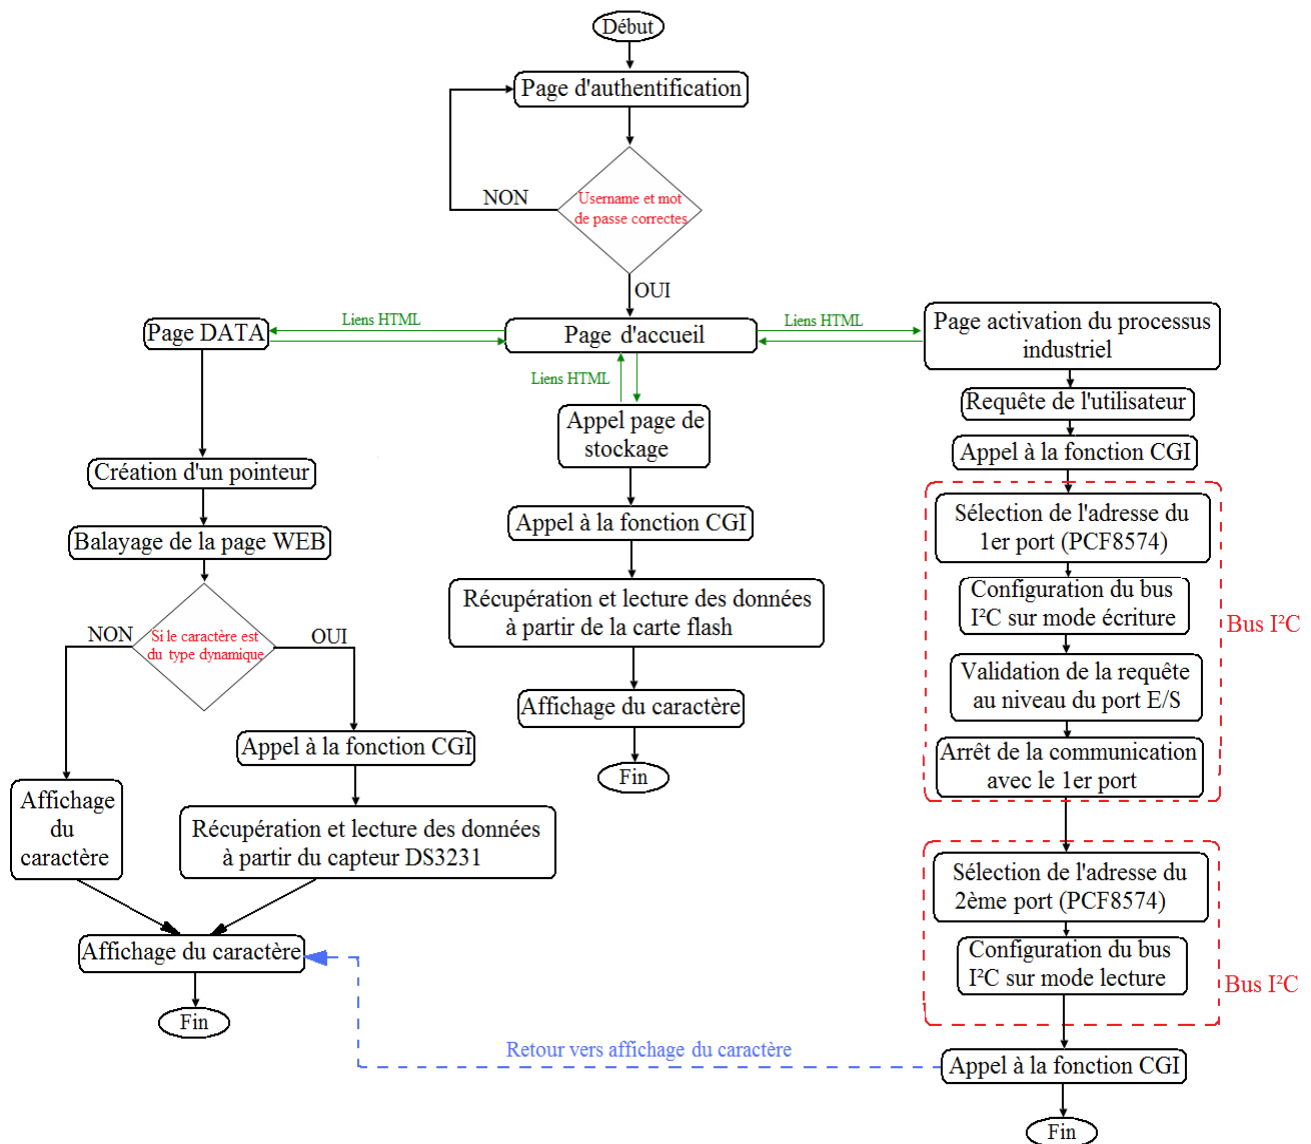 Début
Page d'authentification
NON
Username et mot
de passe correctes
OUI
Page DATA
Liens HTML
Page d'accueil
Liens HTML
Page activation du processus
industriel
Liens HTML
Requête de l'utilisateur
Appel page de
stockage
Appel à la fonction CGI
Création d'un pointeur
Appel à la fonction CGI
Sélection de l'adresse du
1er port (PCF8574)
Balayage de la page WEB
Récupération et lecture des données
à partir de la carte flash
Configuration du bus
I²C sur mode écriture
Bus I²C
NON
Si le caractère est
du type dynamique
OUI
Validation de la requête
au niveau du port E/S
Affichage du caractère
Appel à la fonction CGI
Arrêt de la communication
avec le 1er port
Fin
Affichage
du
caractère
Récupération et lecture des données
à partir du capteur DS3231
Sélection de l'adresse du
2ème port (PCF8574)
Affichage du caractère
Configuration du bus
I²C sur mode lecture
Bus I²C
Fin
Retour vers affichage du caractère
Appel à la fonction CGI
Fin